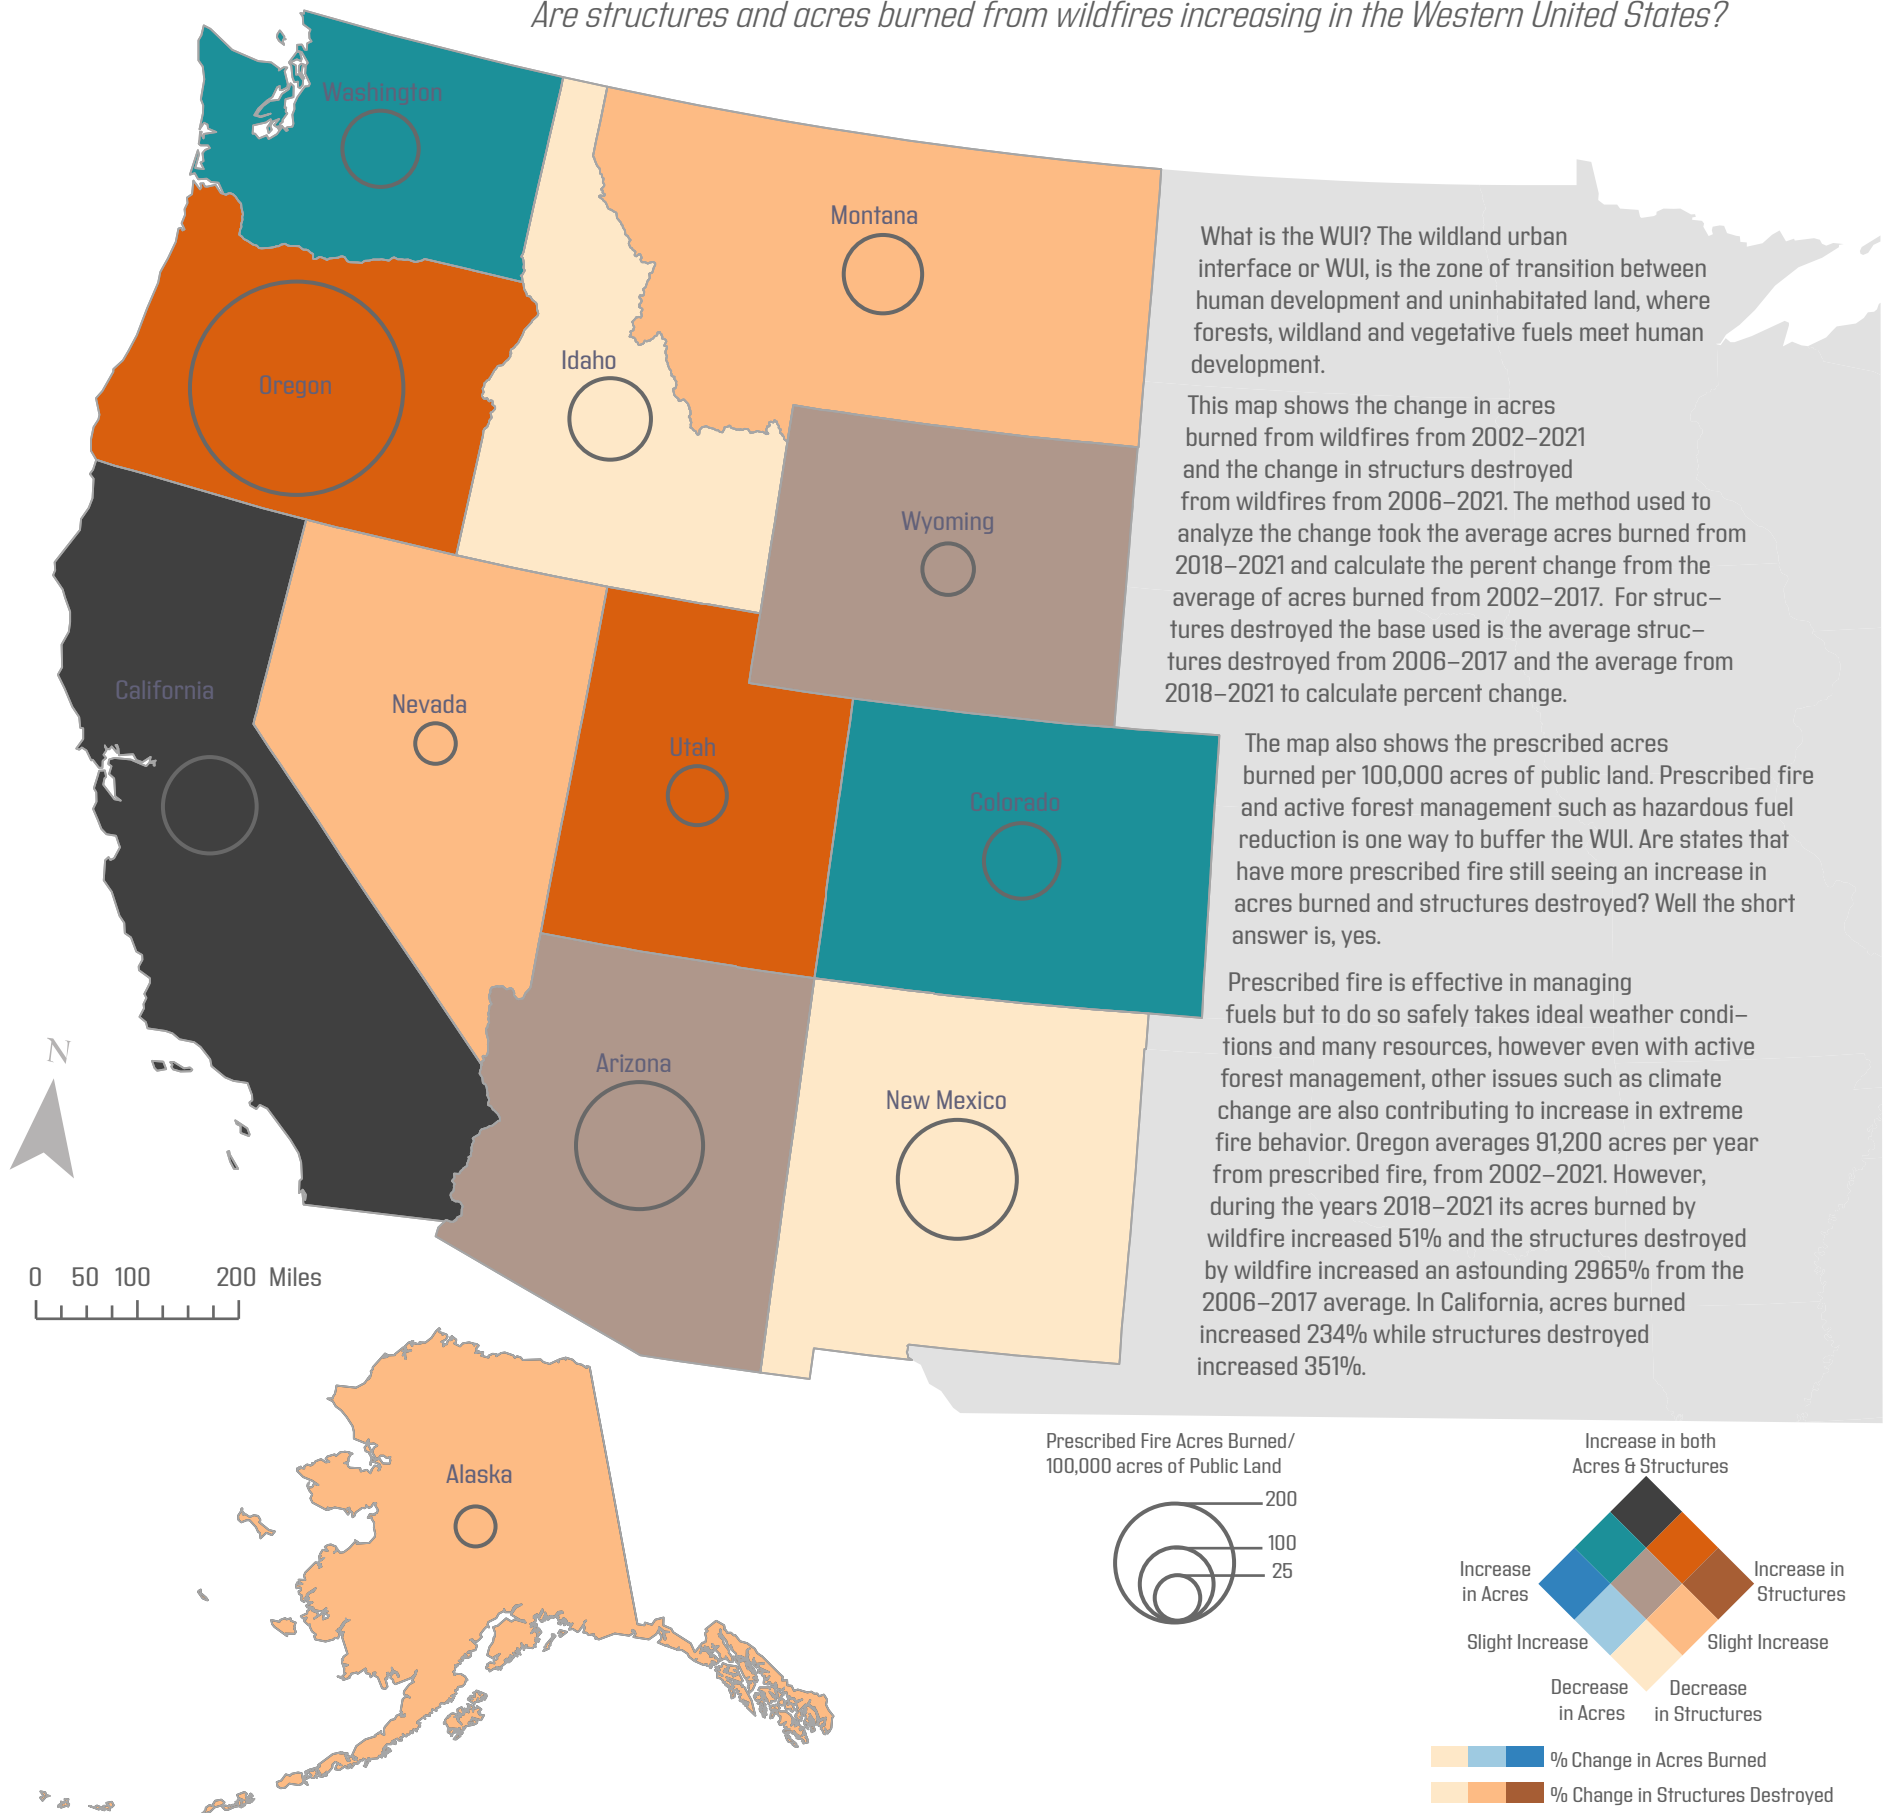 Are structures and acres burned from wildfires increasing in the Western United States?
Washington
Montana
Oregon
Idaho
Wyoming
California
Nevada
Utah
Colorado
Arizona
New Mexico
Alaska
What is the WUI? The wildland urban
interface or WUI, is the zone of transition between
human development and uninhabitated land, where
forests, wildland and vegetative fuels meet human
development.
This map shows the change in acres
burned from wildfires from 2002–2021
and the change in structurs destroyed
from wildfires from 2006–2021. The method used to
analyze the change took the average acres burned from
2018–2021 and calculate the perent change from the
average of acres burned from 2002–2017. For struc–
tures destroyed the base used is the average struc–
tures destroyed from 2006–2017 and the average from
2018–2021 to calculate percent change.
The map also shows the prescribed acres
burned per 100,000 acres of public land. Prescribed fire
and active forest management such as hazardous fuel
reduction is one way to buffer the WUI. Are states that
have more prescribed fire still seeing an increase in
acres burned and structures destroyed? Well the short
answer is, yes.
Prescribed fire is effective in managing
fuels but to do so safely takes ideal weather condi–
tions and many resources, however even with active
forest management, other issues such as climate
change are also contributing to increase in extreme
fire behavior. Oregon averages 91,200 acres per year
from prescribed fire, from 2002–2021. However,
during the years 2018–2021 its acres burned by
wildfire increased 51% and the structures destroyed
by wildfire increased an astounding 2965% from the
2006–2017 average. In California, acres burned
increased 234% while structures destroyed
increased 351%.
N
0 50 100 200 Miles
Prescribed Fire Acres Burned/
100,000 acres of Public Land
200
100
25
Increase in both
Acres & Structures
Increase
in Acres
Increase in
Structures
Slight Increase
Slight Increase
Decrease
in Acres
Decrease
in Structures
% Change in Acres Burned
% Change in Structures Destroyed